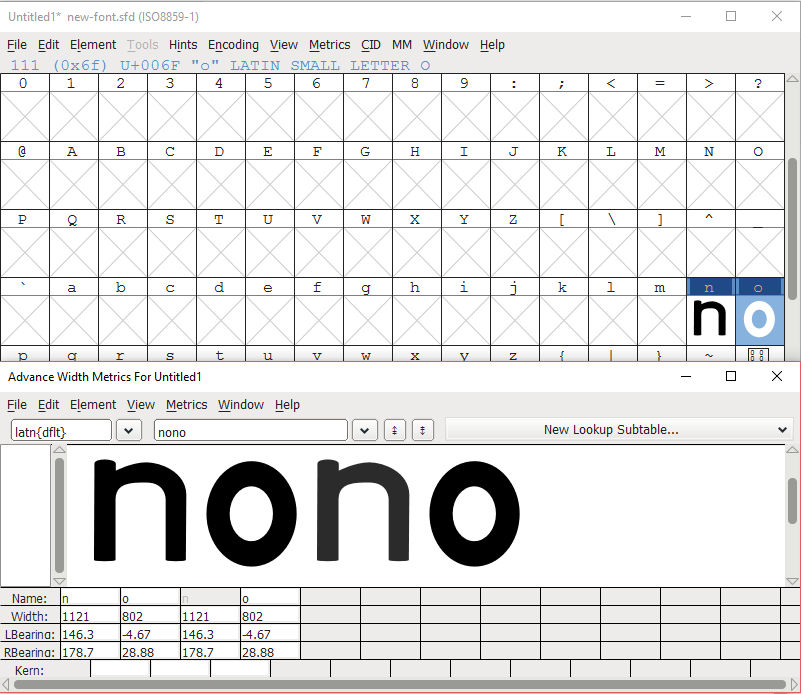 Untitled1* new-font.sfd (ISO8859-1)
File Edit Element Tools Hints Encoding View Metrics CID MM Window Help
111 (0x6f) U+006F "o" LATIN SMALL LETTER O
0 1 2 3 4 5 6 7 8 9 : ; < = > ?
@ A B C D E F G H I J K L M N O
P Q R S T U V W X Y Z [ \ ] ^ _
` a b c d e f g h i j k l m n o
n o
p q r s t u v w x y z { | } ~
Advance Width Metrics For Untitled1
File Edit Element View Metrics Window Help
latn{dflt} nono New Lookup Subtable...
nono
Name: n o n o
Width: 1121 802 1121 802
LBearing: 146.3 -4.67 146.3 -4.67
RBearing: 178.7 28.88 178.7 28.88
Kern: